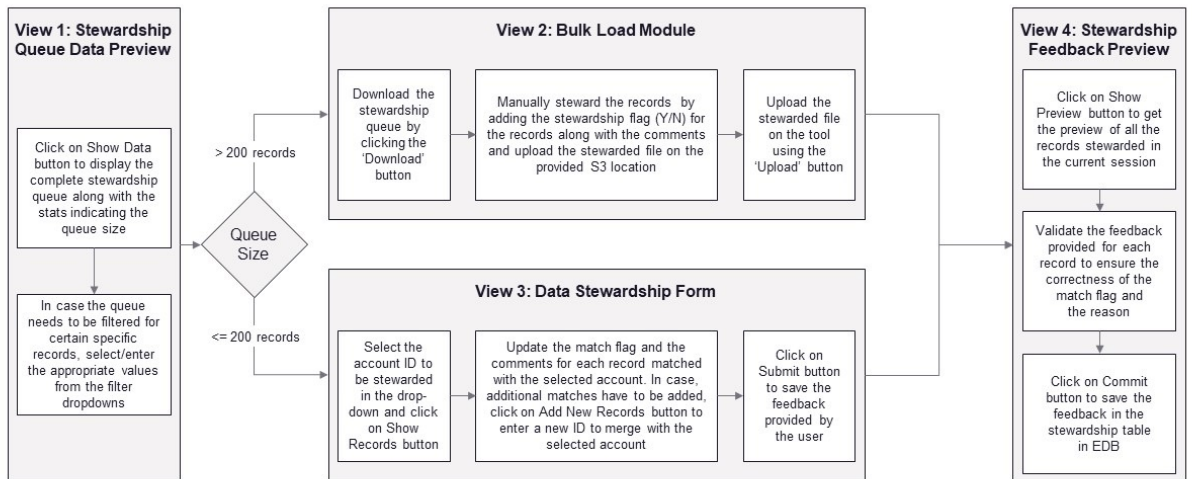 View 1: Stewardship
Queue Data Preview
Click on Show Data
button to display the
complete stewardship
queue along with the
stats indicating the
queue size
In case the queue
needs to be filtered for
certain specific
records, select/enter
the appropriate values
from the filter
dropdowns
> 200 records
Queue
Size
<= 200 records
View 2: Bulk Load Module
Download the
stewardship
queue by
clicking the
‘Download’
button
Manually steward the records by
adding the stewardship flag (Y/N) for
the records along with the comments
and upload the stewarded file on the
provided S3 location
Upload the
stewarded file
on the tool
using the
‘Upload’ button
View 3: Data Stewardship Form
Select the
account ID to
be stewarded
in the drop-
down and click
on Show
Records button
Update the match flag and the
comments for each record matched
with the selected account. In case,
additional matches have to be added,
click on Add New Records button to
enter a new ID to merge with the
selected account
Click on
Submit button
to save the
feedback
provided by
the user
View 4: Stewardship
Feedback Preview
Click on Show
Preview button to get
the preview of all the
records stewarded in
the current session
Validate the feedback
provided for each
record to ensure the
correctness of the
match flag and
the reason
Click on Commit
button to save the
feedback in the
stewardship table
in EDB